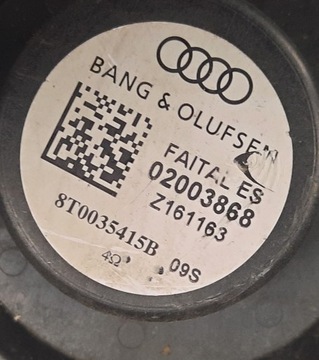 BANG & OLUFSEN
FAITAL ES
02003868
Z161163
8T0035415B
4Ω
09S